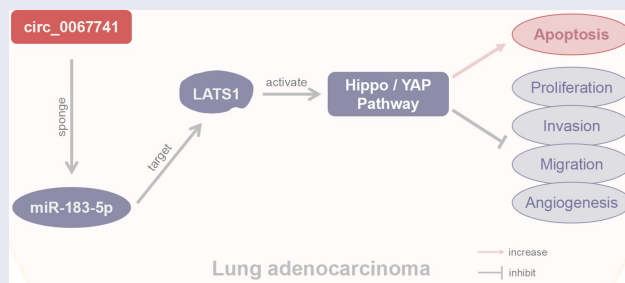 circ_0067741
sponge
miR-183-5p
target
LATS1
activate
Hippo / YAP
Pathway
Apoptosis
Proliferation
Invasion
Migration
Angiogenesis
increase
inhibit
Lung adenocarcinoma